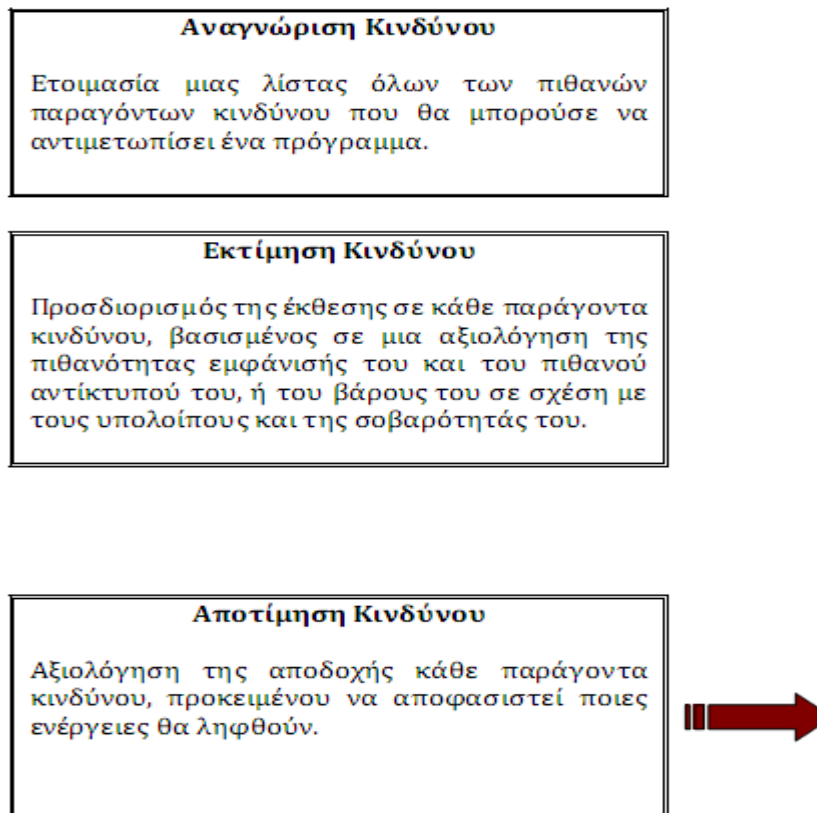 Αναγνώριση Κινδύνου
Ετοιμασία μιας λίστας όλων των πιθανών
παραγόντων κινδύνου που θα μπορούσε να
αντιμετωπίσει ένα πρόγραμμα.
Εκτίμηση Κινδύνου
Προσδιορισμός της έκθεσης σε κάθε παράγοντα
κινδύνου, βασισμένος σε μια αξιολόγηση της
πιθανότητας εμφάνισής του και του πιθανού
αντίκτυπού του, ή του βάρους του σε σχέση με
τους υπολοίπους και της σοβαρότητάς του.
Αποτίμηση Κινδύνου
Αξιολόγηση της αποδοχής κάθε παράγοντα
κινδύνου, προκειμένου να αποφασιστεί ποιες
ενέργειες θα ληφθούν.